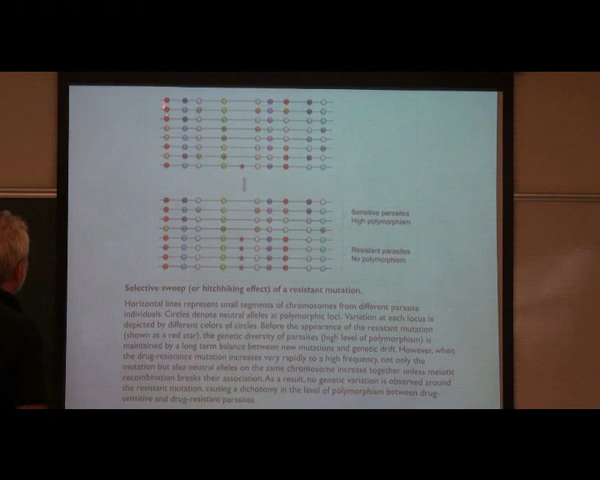 Sensitive parasites
High polymorphism
Resistant parasites
No polymorphism
Selective sweep (or hitchhiking effect) of a resistant mutation.
Horizontal lines represent small segments of chromosomes from different parasite
individuals. Circles denote neutral alleles at polymorphic loci. Variation at each locus is
depicted by different colors of circles. Before the appearance of the resistant mutation
(shown as a red star), the genetic diversity of parasites (high level of polymorphism) is
maintained by a long term balance between new mutations and genetic drift. However, when
the drug-resistance mutation increases very rapidly to a high frequency, not only the
mutation but also neutral alleles on the same chromosome increase together unless meiotic
recombination breaks their association. As a result, no genetic variation is observed around
the resistant mutation, causing a dichotomy in the level of polymorphism between drug-
sensitive and drug-resistant parasites.